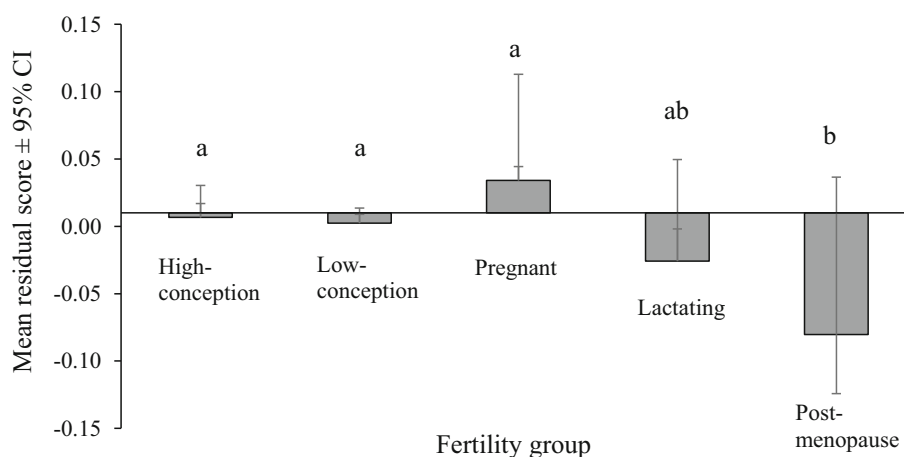 Mean residual score ± 95% CI
0.15
0.10
0.05
0.00
-0.05
-0.10
-0.15
a
a
a
ab
b
High-
conception
Low-
conception
Pregnant
Lactating
Post-
menopause
Fertility group